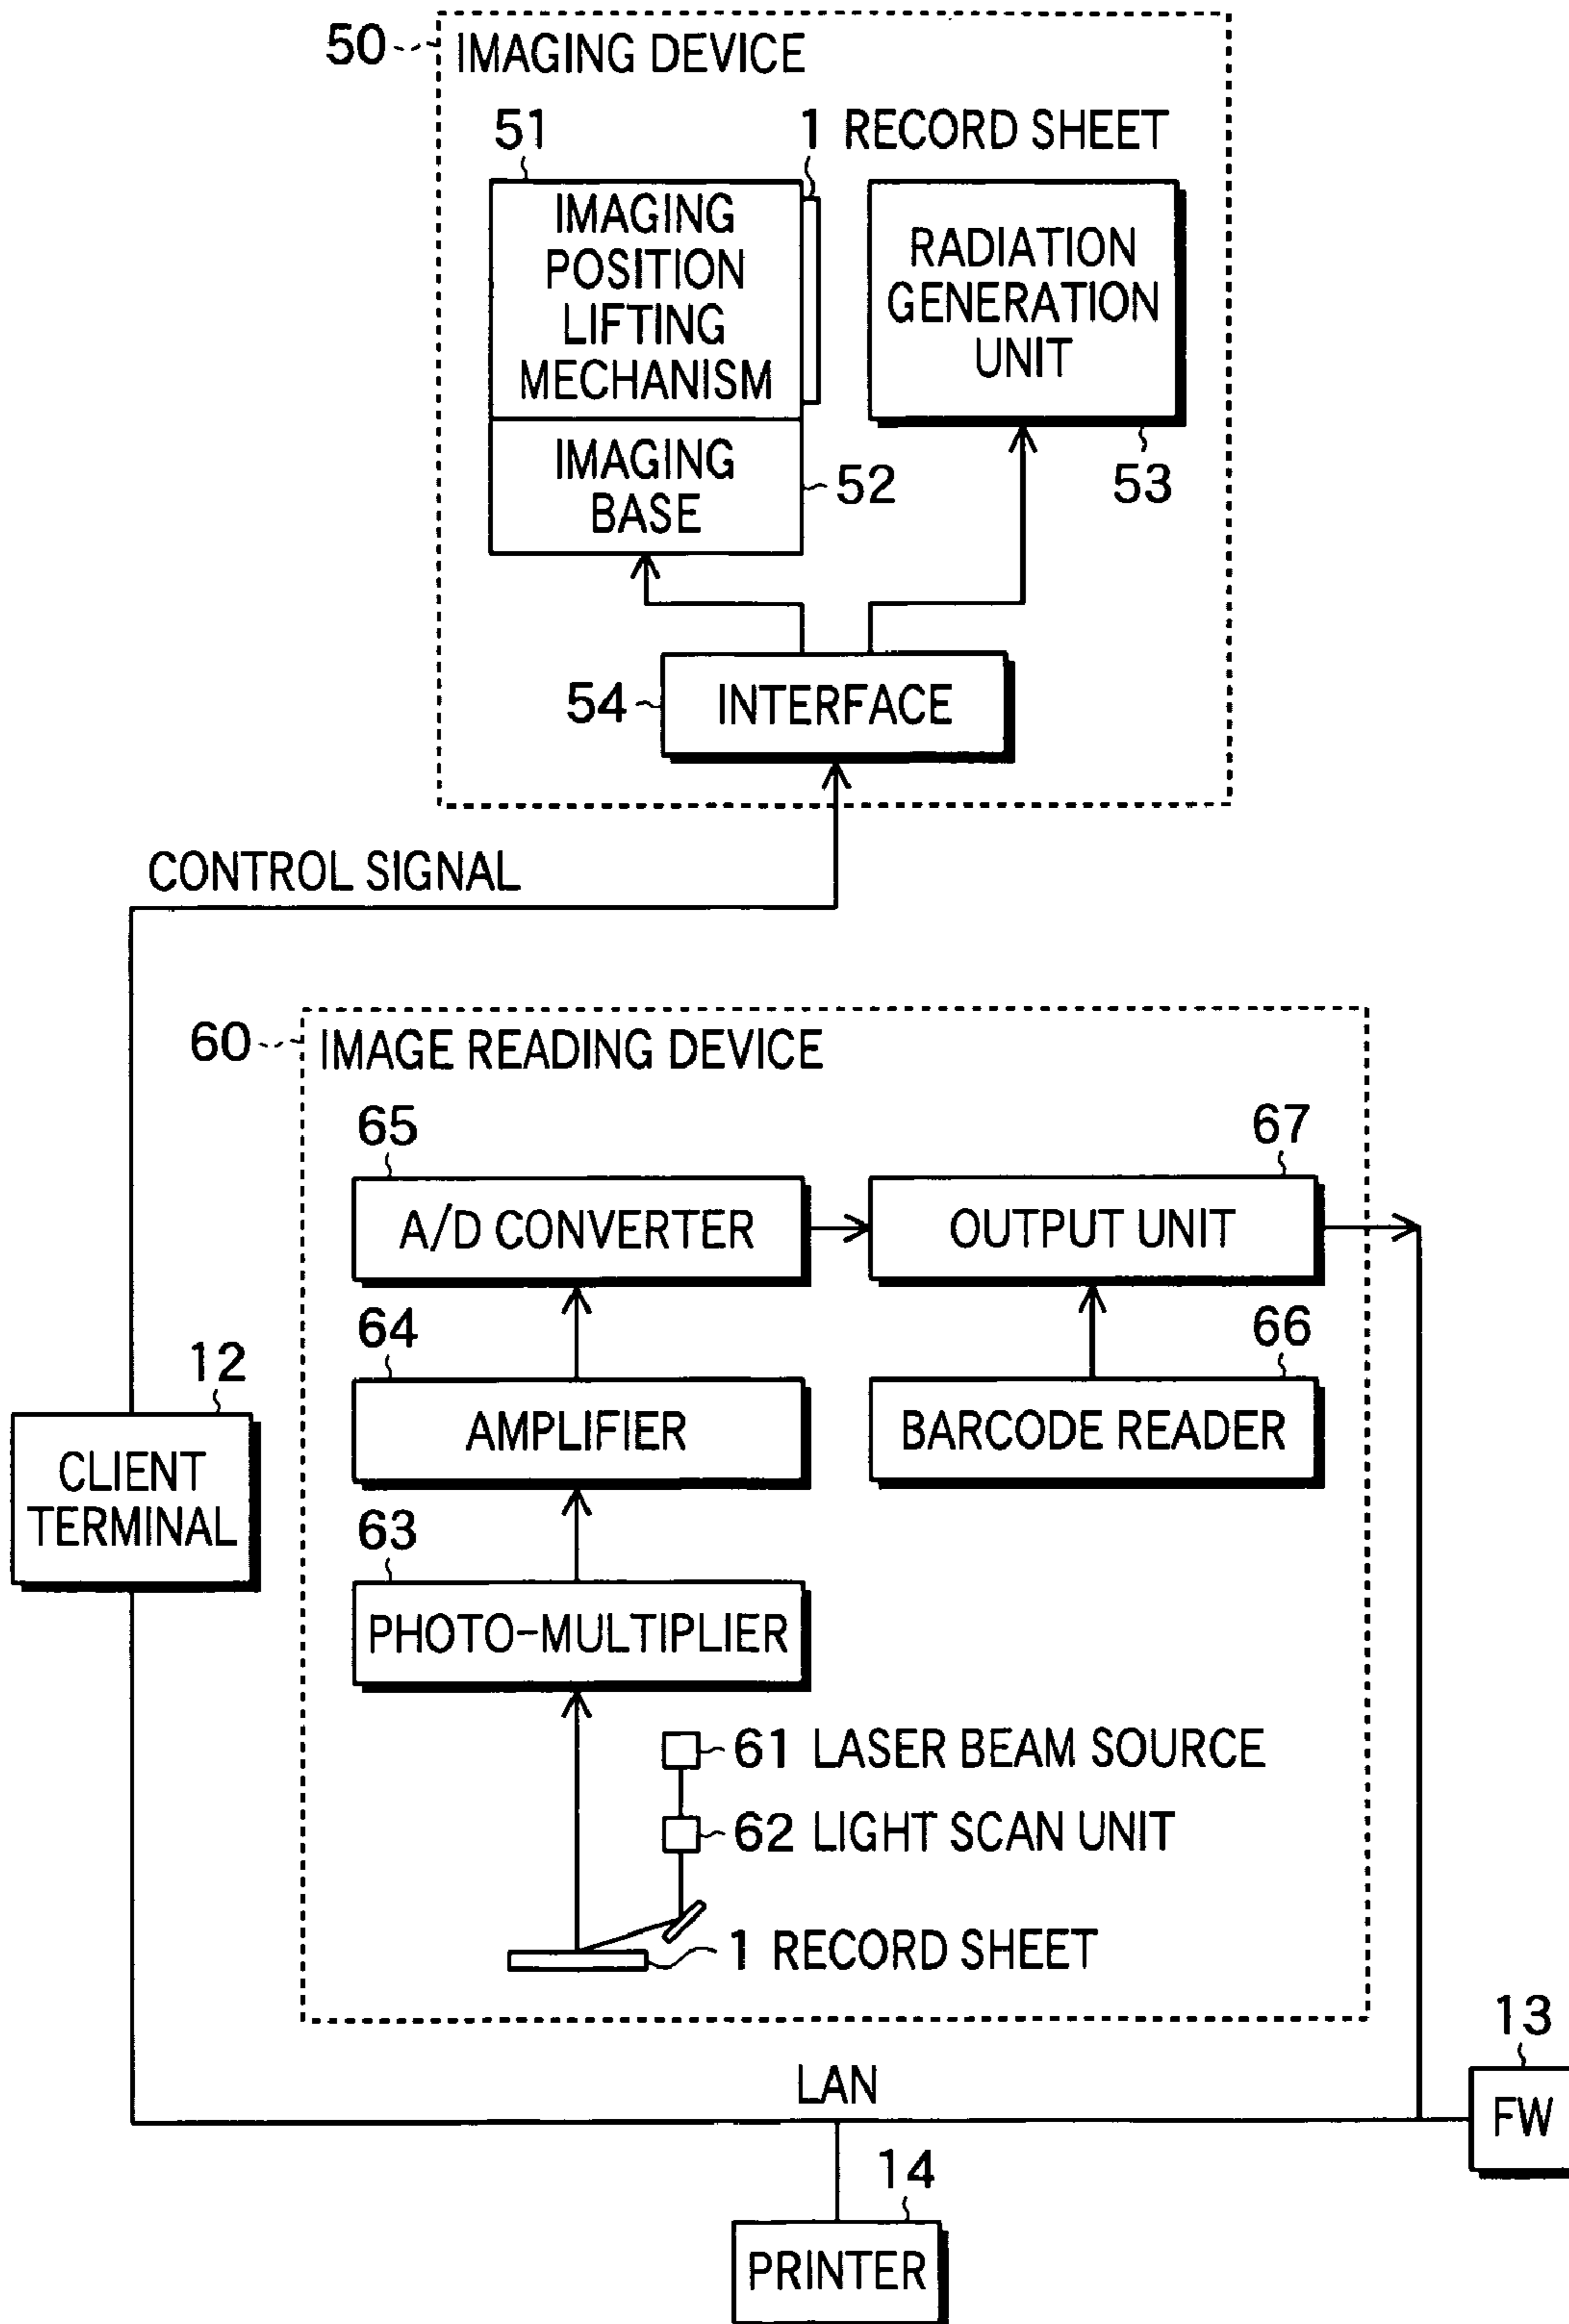 50 IMAGING DEVICE
51 1 RECORD SHEET
IMAGING
POSITION
LIFTING
MECHANISM
RADIATION
GENERATION
UNIT
IMAGING
BASE
52
53
54 INTERFACE
CONTROL SIGNAL
60 IMAGE READING DEVICE
65 67
A/D CONVERTER OUTPUT UNIT
64 66
12
AMPLIFIER BARCODE READER
CLIENT
TERMINAL
63
PHOTO-MULTIPLIER
61 LASER BEAM SOURCE
62 LIGHT SCAN UNIT
1 RECORD SHEET
13
LAN
FW
14
PRINTER